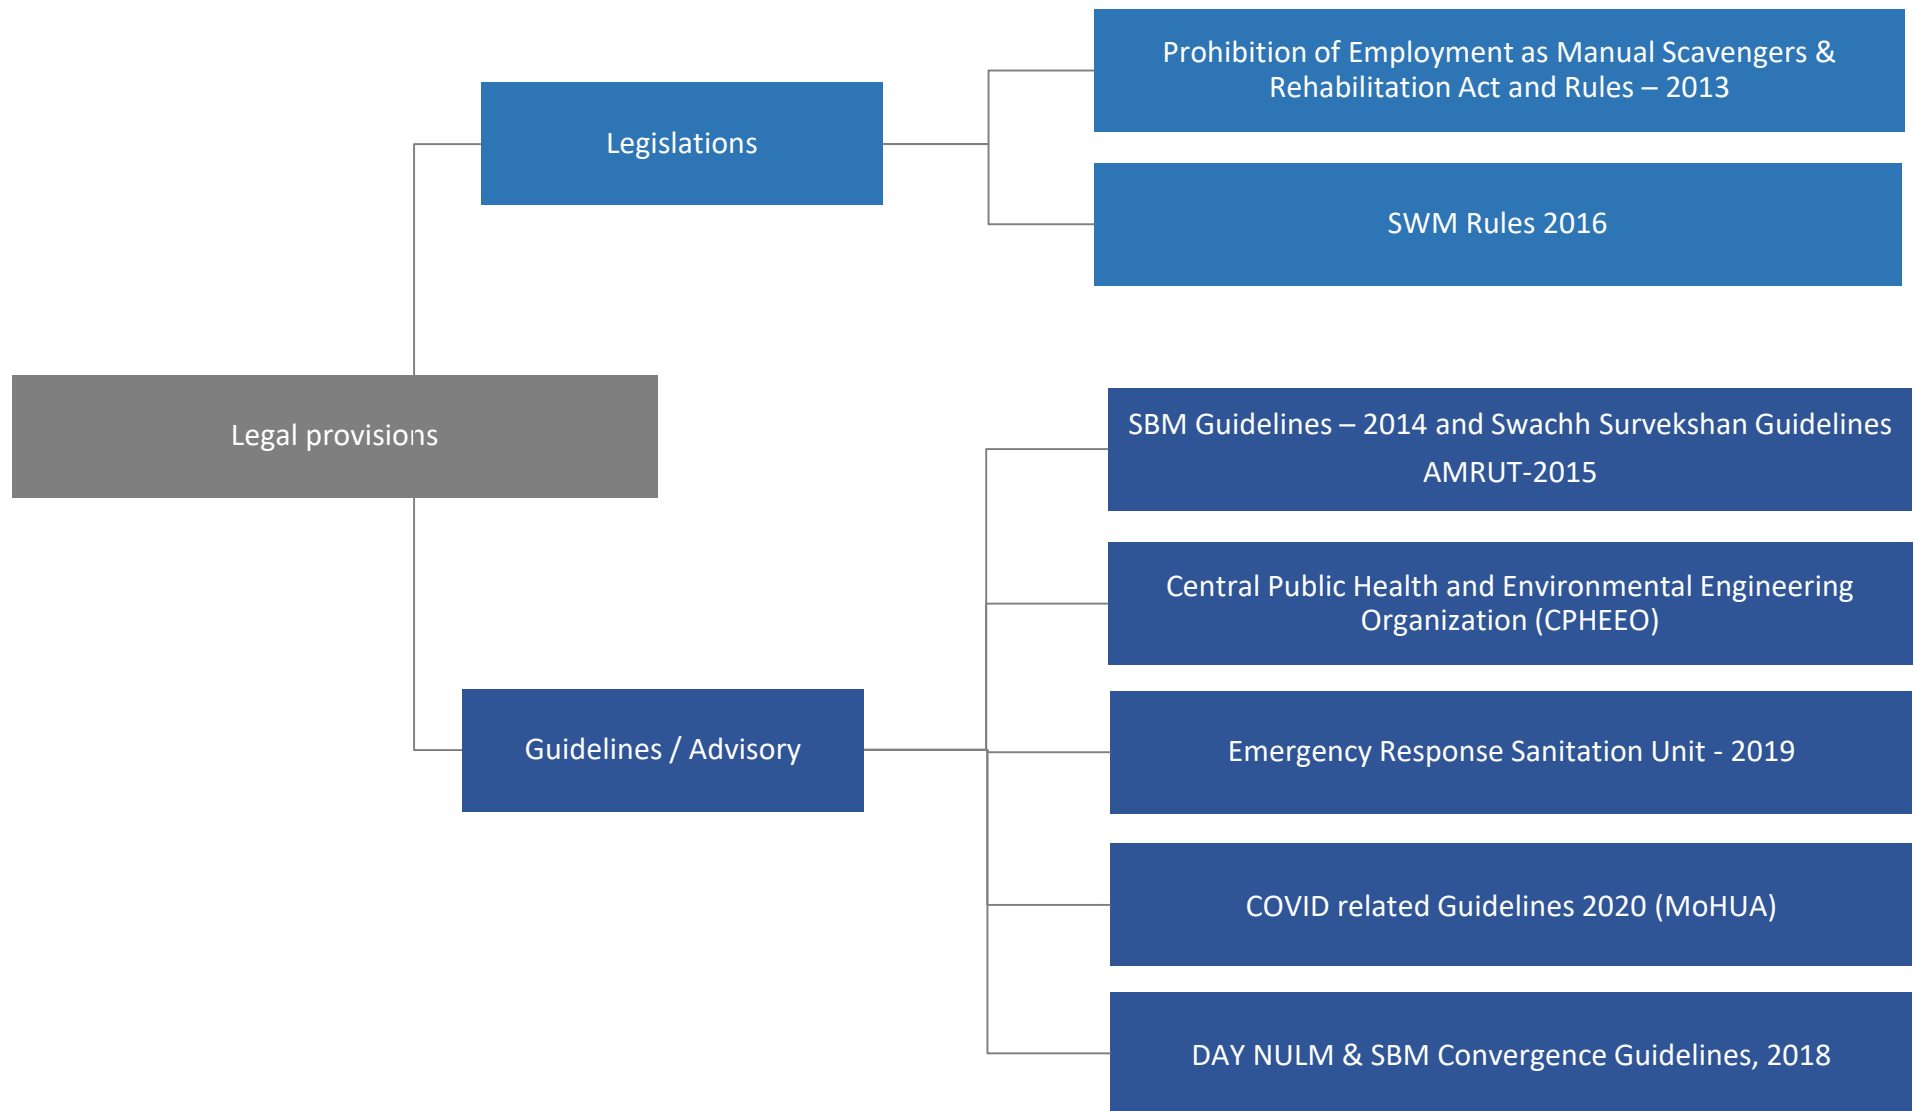 Prohibition of Employment as Manual Scavengers &
Rehabilitation Act and Rules – 2013
Legislations
SWM Rules 2016
Legal provisions
SBM Guidelines – 2014 and Swachh Survekshan Guidelines
AMRUT-2015
Central Public Health and Environmental Engineering
Organization (CPHEEO)
Guidelines / Advisory
Emergency Response Sanitation Unit - 2019
COVID related Guidelines 2020 (MoHUA)
DAY NULM & SBM Convergence Guidelines, 2018